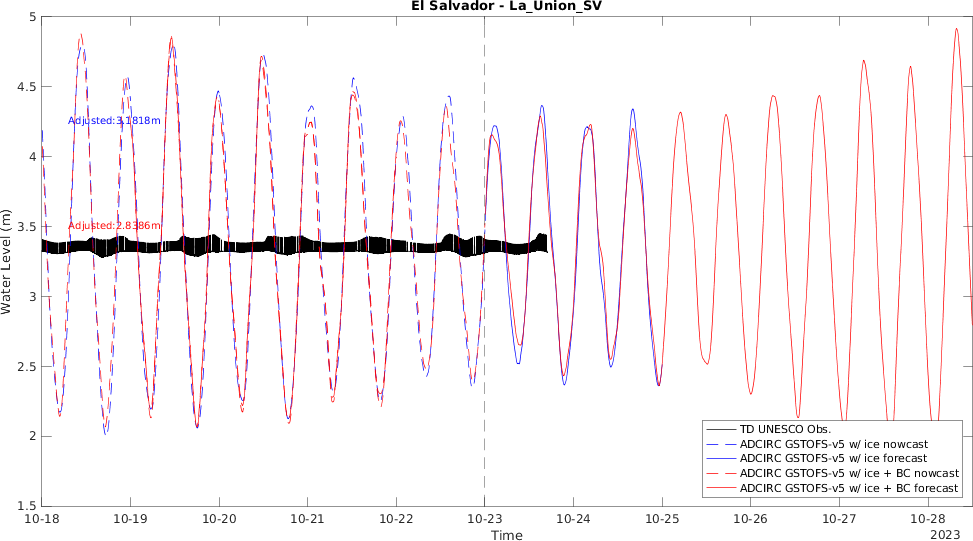 El Salvador - La_Union_SV
5
4.5
4
3.5
3
2.5
2
1.5
Water Level (m)
Adjusted:3.1818m
Adjusted:2.8386m
TD UNESCO Obs.
ADCIRC GSTOFS-v5 w/ ice nowcast
ADCIRC GSTOFS-v5 w/ ice forecast
ADCIRC GSTOFS-v5 w/ ice + BC nowcast
ADCIRC GSTOFS-v5 w/ ice + BC forecast
10-18 10-19 10-20 10-21 10-22 10-23 10-24 10-25 10-26 10-27 10-28
Time
2023